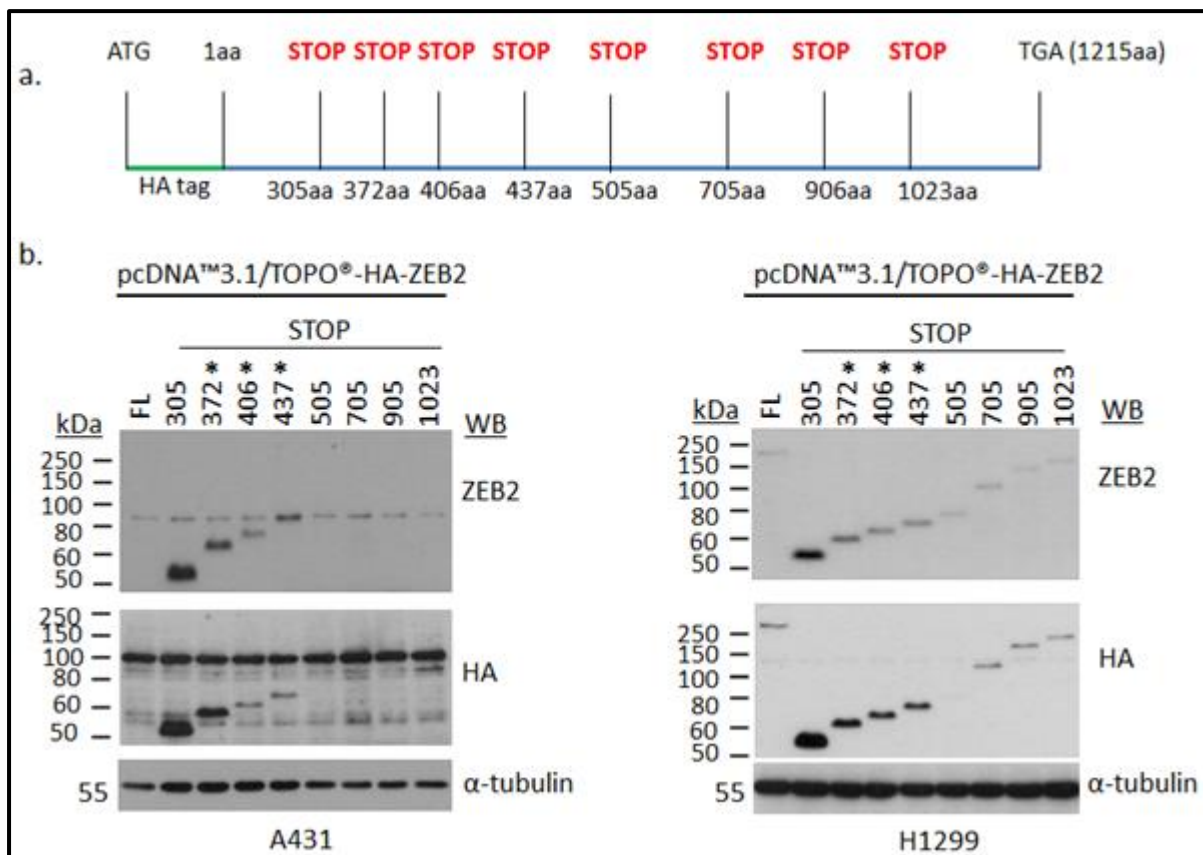 a.
ATG 1aa STOP STOP STOP STOP STOP STOP STOP STOP TGA (1215aa)
HA tag 305aa 372aa 406aa 437aa 505aa 705aa 906aa 1023aa
b.
pcDNA™3.1/TOPO®-HA-ZEB2
STOP
FL 305 372* 406* 437* 505 705 905 1023
kDa WB
250
150
100
80
60
50
ZEB2
250
150
100
80
60
50
HA
55 α-tubulin
A431
pcDNA™3.1/TOPO®-HA-ZEB2
STOP
FL 305 372* 406* 437* 505 705 905 1023
kDa WB
250
150
100
80
60
50
ZEB2
250
150
100
80
60
50
HA
55 α-tubulin
H1299